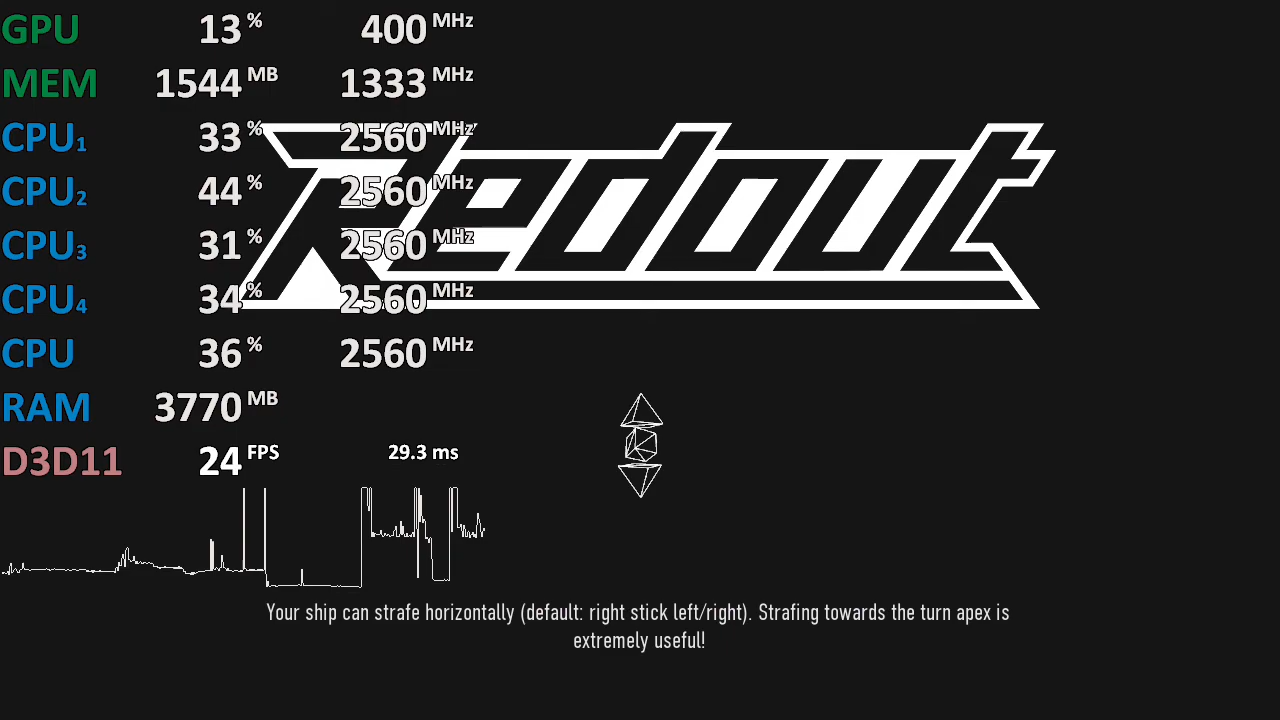 GPU 13 % 400 MHz
MEM 1544 MB 1333 MHz
CPU1 33 % 2560 MHz
CPU2 44 % 2560 MHz
CPU3 31 % 2560 MHz
CPU4 34 % 2560 MHz
CPU 36 % 2560 MHz
RAM 3770 MB
D3D11 24 FPS 29.3 ms
Redout
Your ship can strafe horizontally (default: right stick left/right). Strafing towards the turn apex is
extremely useful!